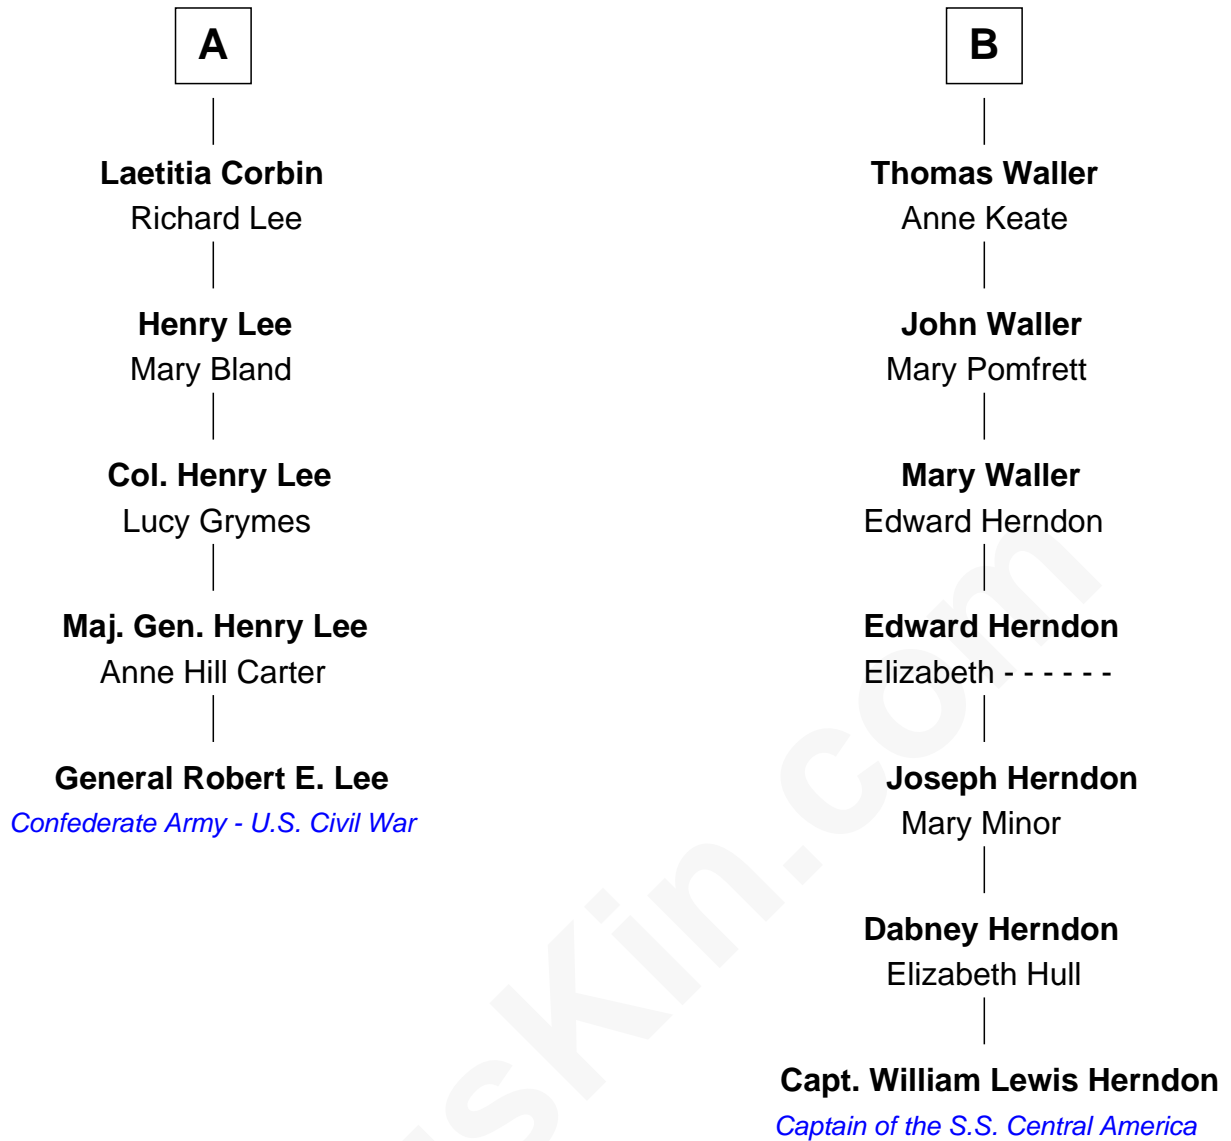 A
Laetitia Corbin
Richard Lee
Henry Lee
Mary Bland
Col. Henry Lee
Lucy Grymes
Maj. Gen. Henry Lee
Anne Hill Carter
General Robert E. Lee
Confederate Army - U.S. Civil War
B
Thomas Waller
Anne Keate
John Waller
Mary Pomfrett
Mary Waller
Edward Herndon
Edward Herndon
Elizabeth - - - - - -
Joseph Herndon
Mary Minor
Dabney Herndon
Elizabeth Hull
Capt. William Lewis Herndon
Captain of the S.S. Central America